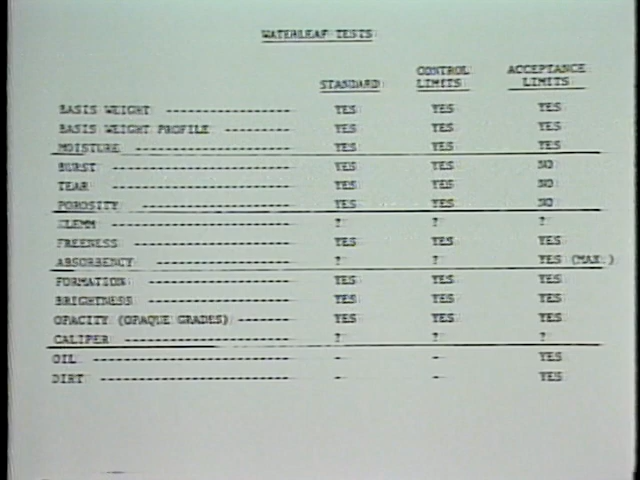 WATERLEAF TESTS
STANDARD CONTROL LIMITS ACCEPTANCE LIMITS
BASIS WEIGHT ---------------- YES YES YES
BASIS WEIGHT PROFILE --------- YES YES YES
MOISTURE -------------------- YES YES YES
BURST ----------------------- YES YES NO
TEAR ------------------------ YES YES NO
POROSITY -------------------- YES YES NO
KLEMM ----------------------- ? ? ?
FREENESS -------------------- YES YES YES
ABSORBENCY ------------------ ? ? YES (MAX.)
FORMATION ------------------- YES YES YES
BRIGHTNESS ------------------ YES YES YES
OPACITY (OPAQUE GRADES) ------- YES YES YES
CALIPER --------------------- ? ? ?
OIL ------------------------- - - YES
DIRT ------------------------ - - YES